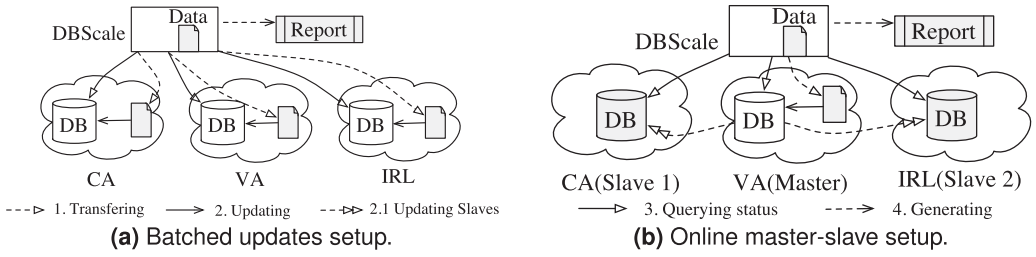 DBScale
Data
Report
DB
DB
DB
CA
VA
IRL
1. Transfering
2. Updating
2.1 Updating Slaves
(a) Batched updates setup.
DBScale
Data
Report
DB
DB
DB
CA(Slave 1)
VA(Master)
IRL(Slave 2)
3. Querying status
4. Generating
(b) Online master-slave setup.